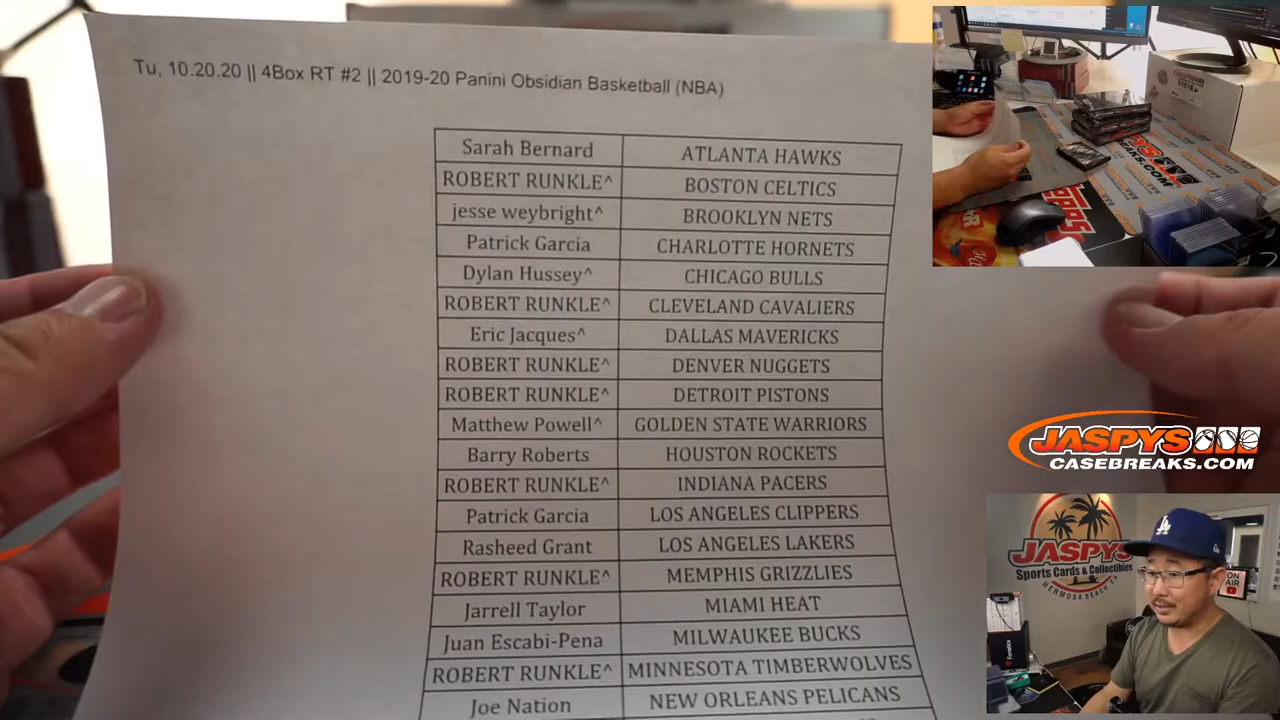 Tu, 10.20.20 || 4Box RT #2 || 2019-20 Panini Obsidian Basketball (NBA)
Sarah Bernard ATLANTA HAWKS
ROBERT RUNKLE^ BOSTON CELTICS
jesse weybright^ BROOKLYN NETS
Patrick Garcia CHARLOTTE HORNETS
Dylan Hussey^ CHICAGO BULLS
ROBERT RUNKLE^ CLEVELAND CAVALIERS
Eric Jacques^ DALLAS MAVERICKS
ROBERT RUNKLE^ DENVER NUGGETS
ROBERT RUNKLE^ DETROIT PISTONS
Matthew Powell^ GOLDEN STATE WARRIORS
Barry Roberts HOUSTON ROCKETS
ROBERT RUNKLE^ INDIANA PACERS
Patrick Garcia LOS ANGELES CLIPPERS
Rasheed Grant LOS ANGELES LAKERS
ROBERT RUNKLE^ MEMPHIS GRIZZLIES
Jarrell Taylor MIAMI HEAT
Juan Escabi-Pena MILWAUKEE BUCKS
ROBERT RUNKLE^ MINNESOTA TIMBERWOLVES
Joe Nation NEW ORLEANS PELICANS
TOPPS
JASPYS
CASEBREAKS.COM
JASPYS
Sports Cards & Collectibles
HERMOSA BEACH, CA
LA
ON
AIR